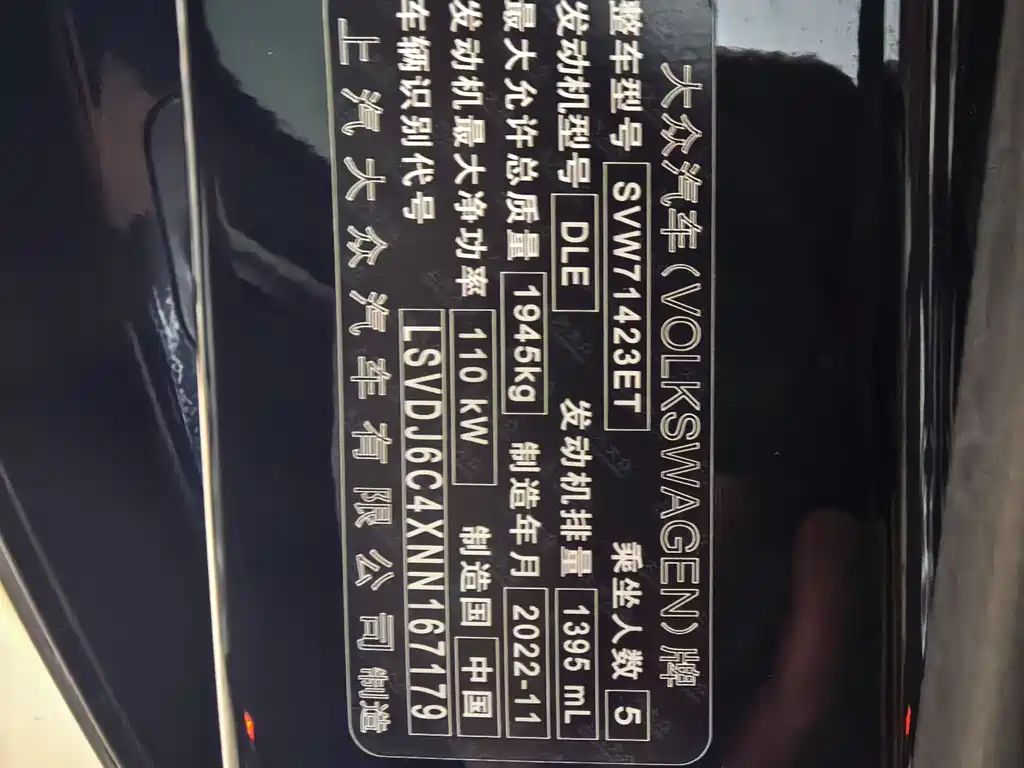 大众汽车(VOLKSWAGEN)牌
整车型号 SVW71423ET 乘坐人数 5
发动机型号 DLE 发动机排量 1395 mL
最大允许总质量 1945kg 制造年月 2022-11
发动机最大净功率 110 kW 制造国 中国
车辆识别代号 LSVDJ6C4XNN167179
上汽大众汽车有限公司制造